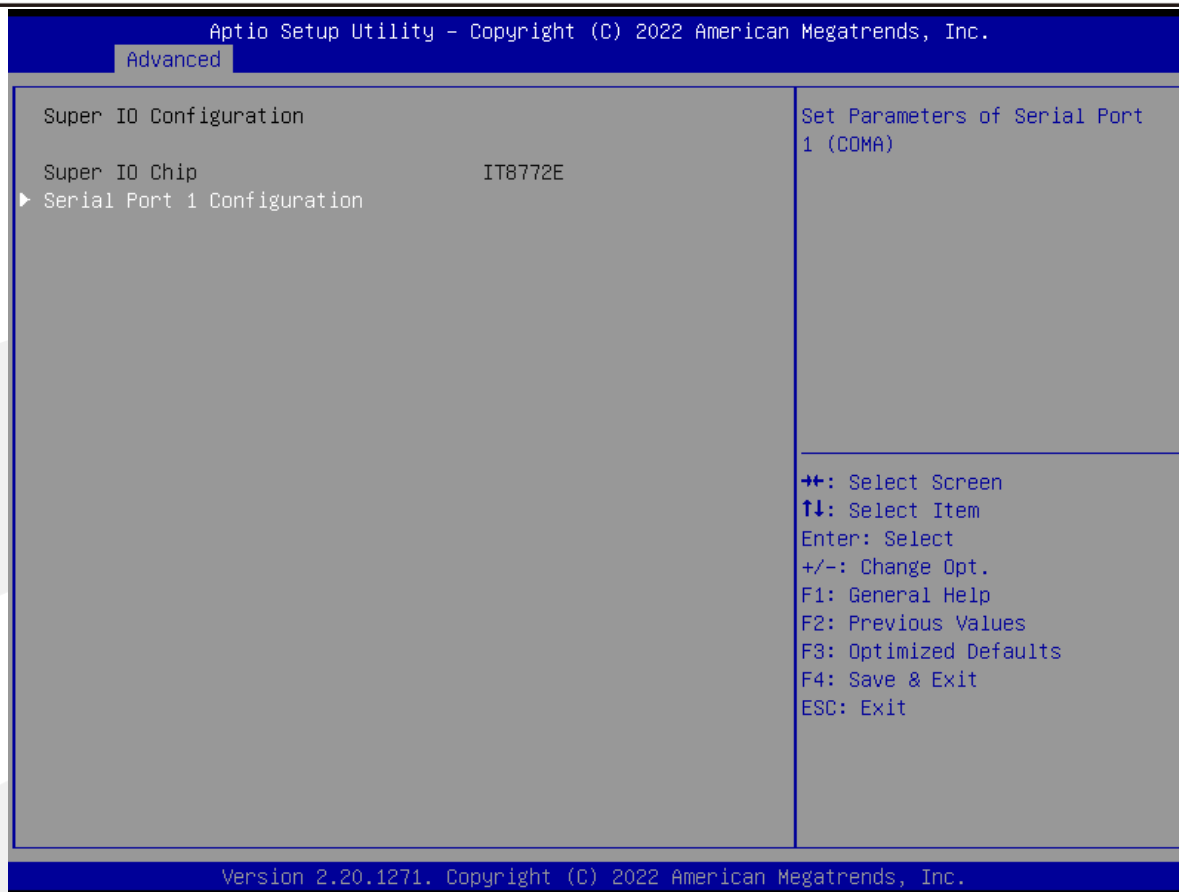 Aptio Setup Utility – Copyright (C) 2022 American Megatrends, Inc.
Advanced
Super IO Configuration
Super IO Chip IT8772E
▶ Serial Port 1 Configuration
Set Parameters of Serial Port
1 (COMA)
→←: Select Screen
↑↓: Select Item
Enter: Select
+/-: Change Opt.
F1: General Help
F2: Previous Values
F3: Optimized Defaults
F4: Save & Exit
ESC: Exit
Version 2.20.1271. Copyright (C) 2022 American Megatrends, Inc.